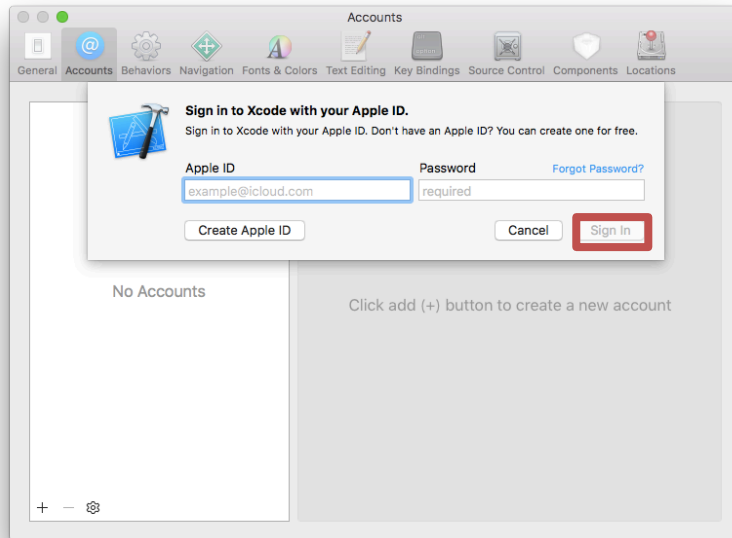 Accounts
General Accounts Behaviors Navigation Fonts & Colors Text Editing Key Bindings Source Control Components Locations
Sign in to Xcode with your Apple ID.
Sign in to Xcode with your Apple ID. Don't have an Apple ID? You can create one for free.
Apple ID Password Forgot Password?
example@icloud.com required
Create Apple ID Cancel Sign In
No Accounts
Click add (+) button to create a new account